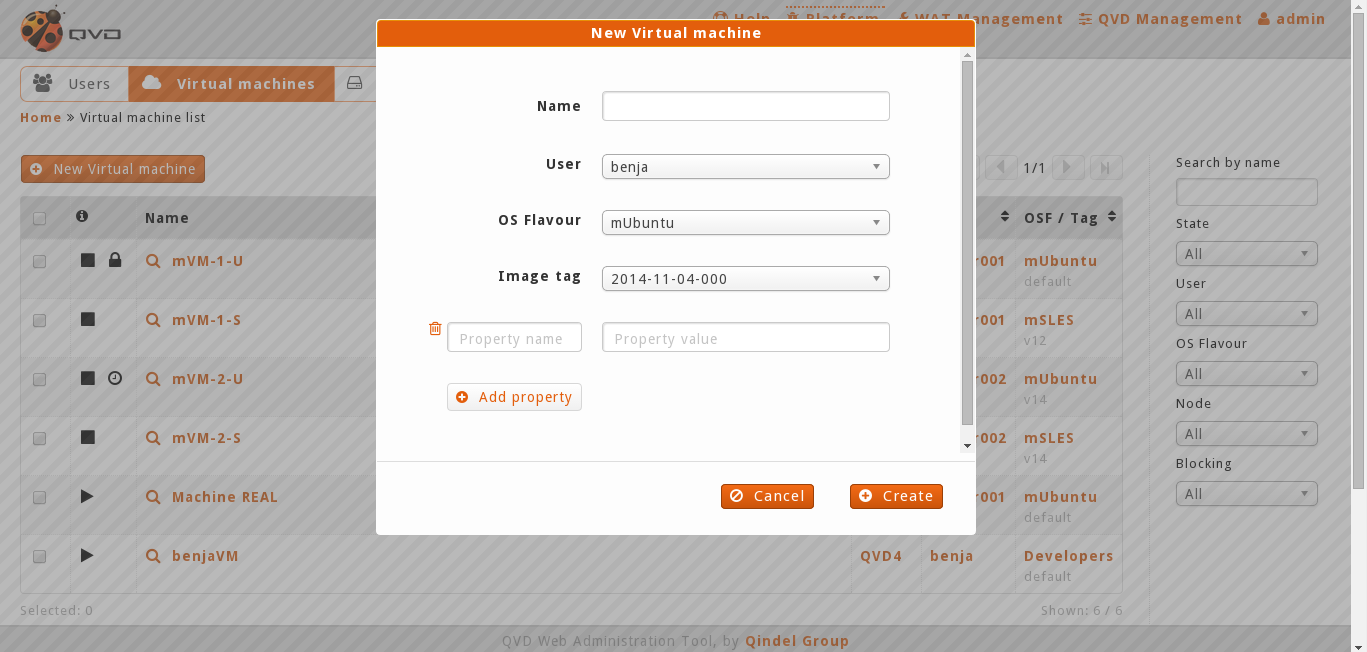 New Virtual machine
QVD
Help Platform WAT Management QVD Management admin
Users Virtual machines
Home » Virtual machine list
New Virtual machine
1/1
Name
OSF / Tag
mVM-1-U
r001
mUbuntu
default
mVM-1-S
r001
mSLES
v12
mVM-2-U
r002
mUbuntu
v14
mVM-2-S
r002
mSLES
v14
Machine REAL
r001
mUbuntu
default
benjaVM
QVD4
benja
Developers
default
Selected: 0
Shown: 6 / 6
Name
User
benja
OS Flavour
mUbuntu
Image tag
2014-11-04-000
Property name
Property value
Add property
Cancel
Create
Search by name
State
All
User
All
OS Flavour
All
Node
All
Blocking
All
QVD Web Administration Tool, by Qindel Group